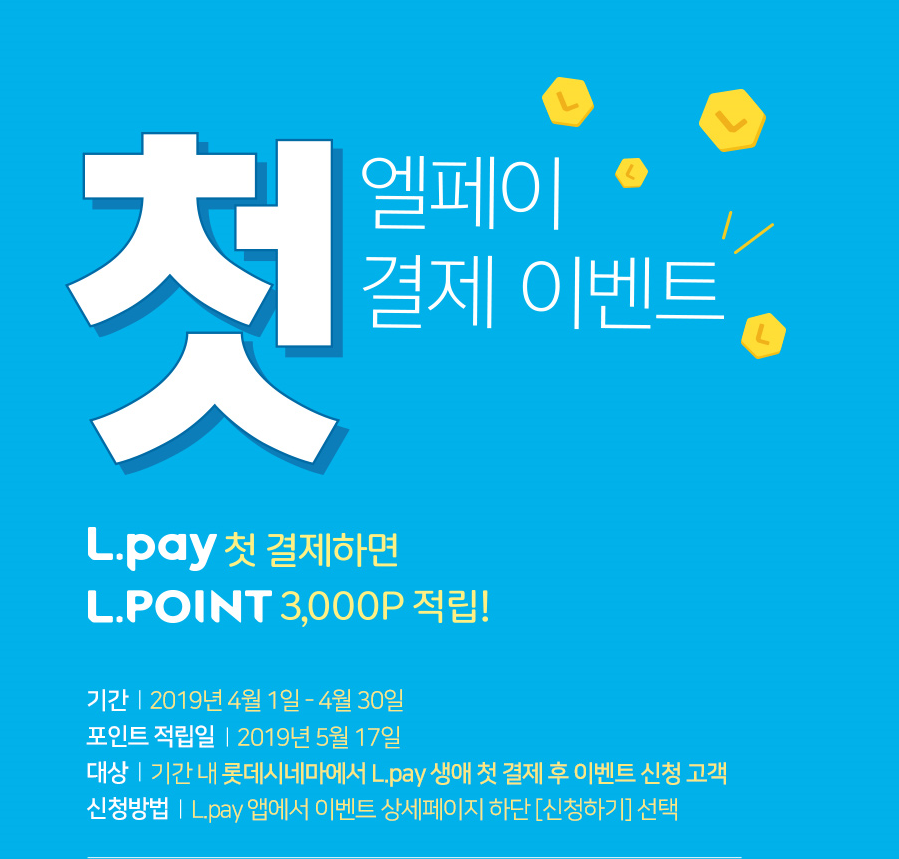 첫
엘페이
결제 이벤트
L.pay 첫 결제하면
L.POINT 3,000P 적립!
기간 | 2019년 4월 1일 - 4월 30일
포인트 적립일 | 2019년 5월 17일
대상 | 기간 내 롯데시네마에서 L.pay 생애 첫 결제 후 이벤트 신청 고객
신청방법 | L.pay 앱에서 이벤트 상세페이지 하단 [신청하기] 선택